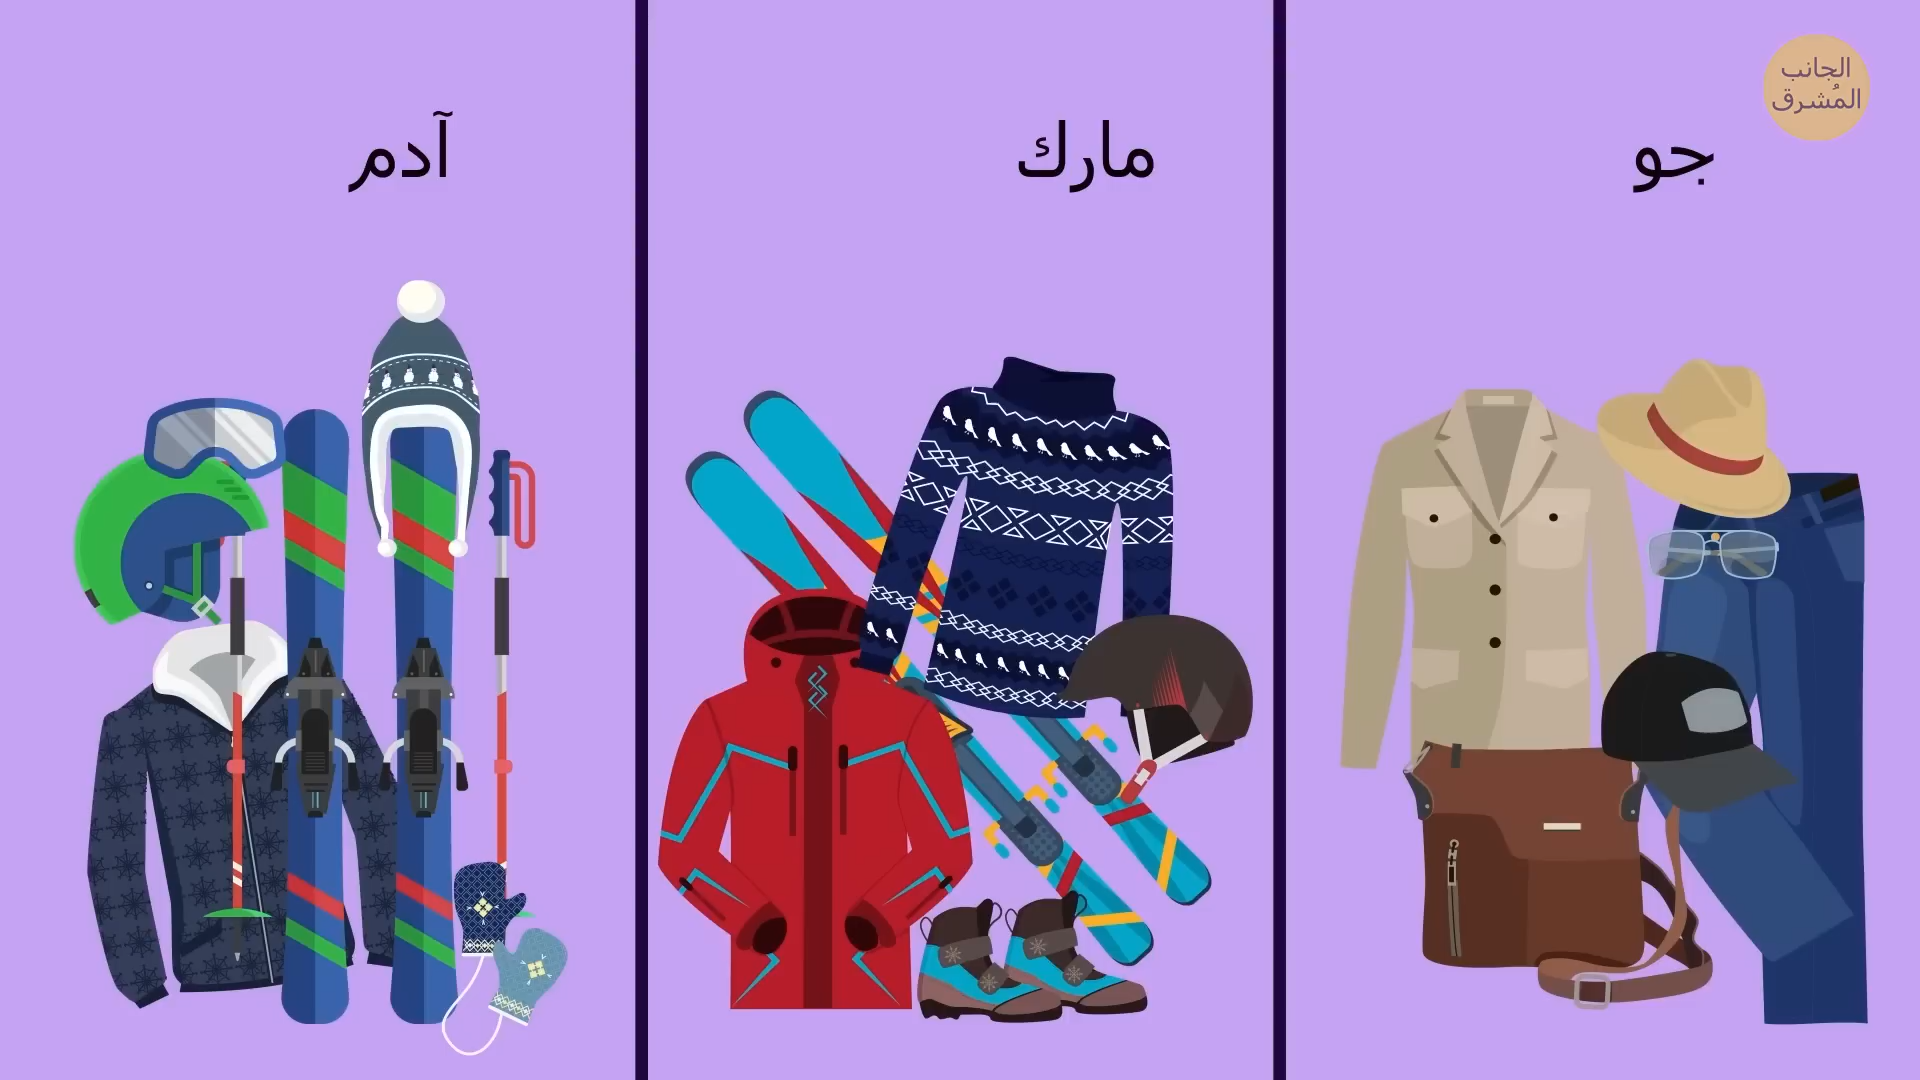 الجانب
المُشرق
جو
مارك
آدم